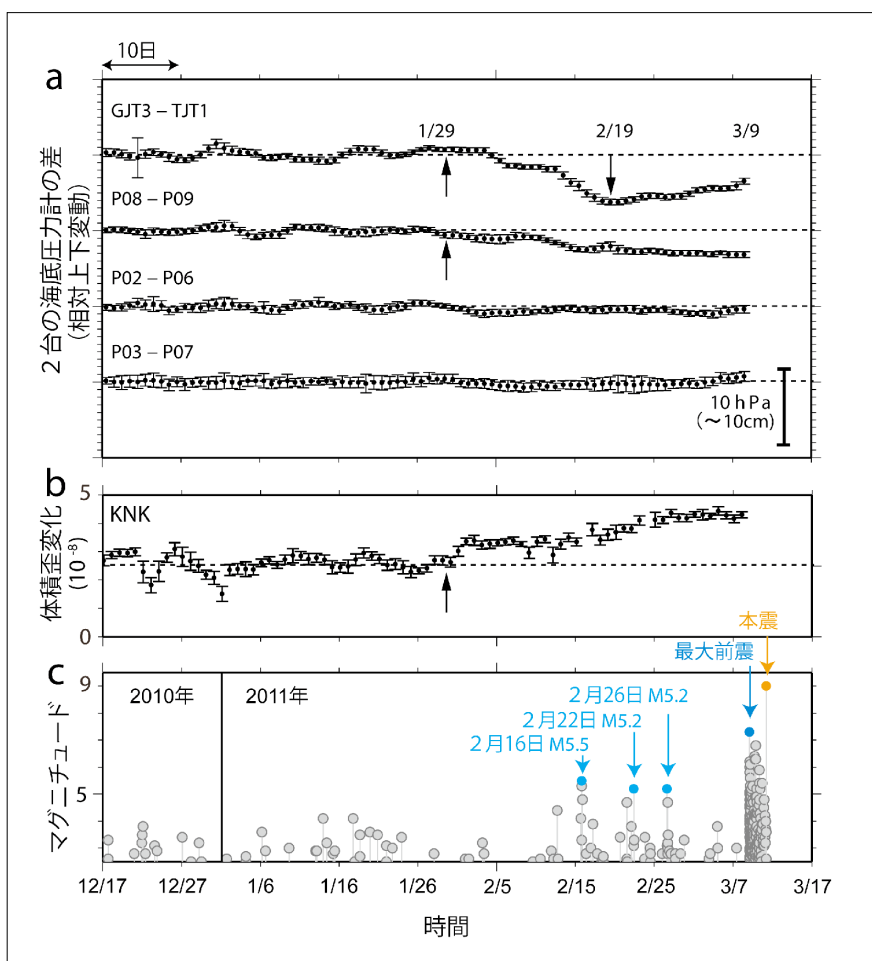 10日
a
GJT3 – TJT1
1/29
2/19
3/9
P08 – P09
P02 – P06
P03 – P07
10 h Pa
(～10cm)
２台の海底圧力計の差
(相対上下変動)
b
KNK
5
0
体積歪変化
(10⁻⁸)
本震
最大前震
c
2010年
2011年
２月26日 M5.2
２月22日 M5.2
２月16日 M5.5
9
5
マグニチュード
12/17 12/27 1/6 1/16 1/26 2/5 2/15 2/25 3/7 3/17
時間